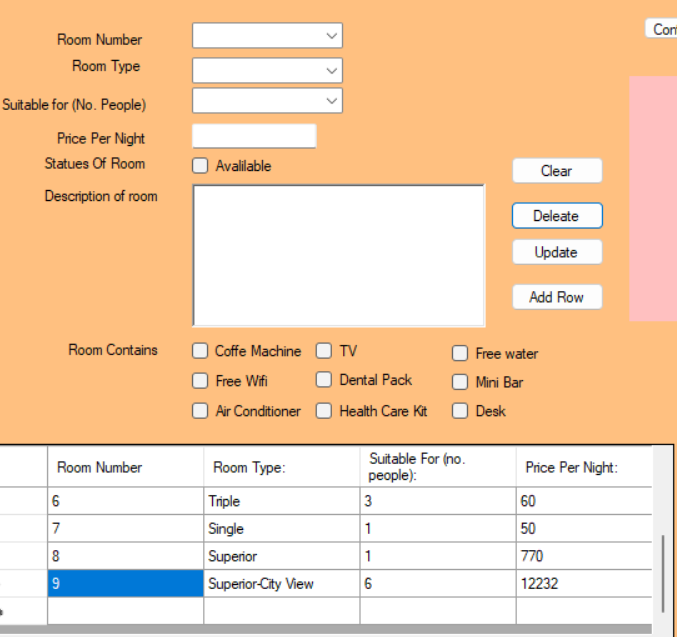 Room Number
Room Type
Suitable for (No. People)
Price Per Night
Statues Of Room
Avalilable
Description of room
Clear
Deleate
Update
Add Row
Room Contains
Coffe Machine
TV
Free water
Free Wifi
Dental Pack
Mini Bar
Air Conditioner
Health Care Kit
Desk
Room Number
Room Type:
Suitable For (no.
people):
Price Per Night:
6 Triple 3 60
7 Single 1 50
8 Superior 1 770
9 Superior-City View 6 12232
*